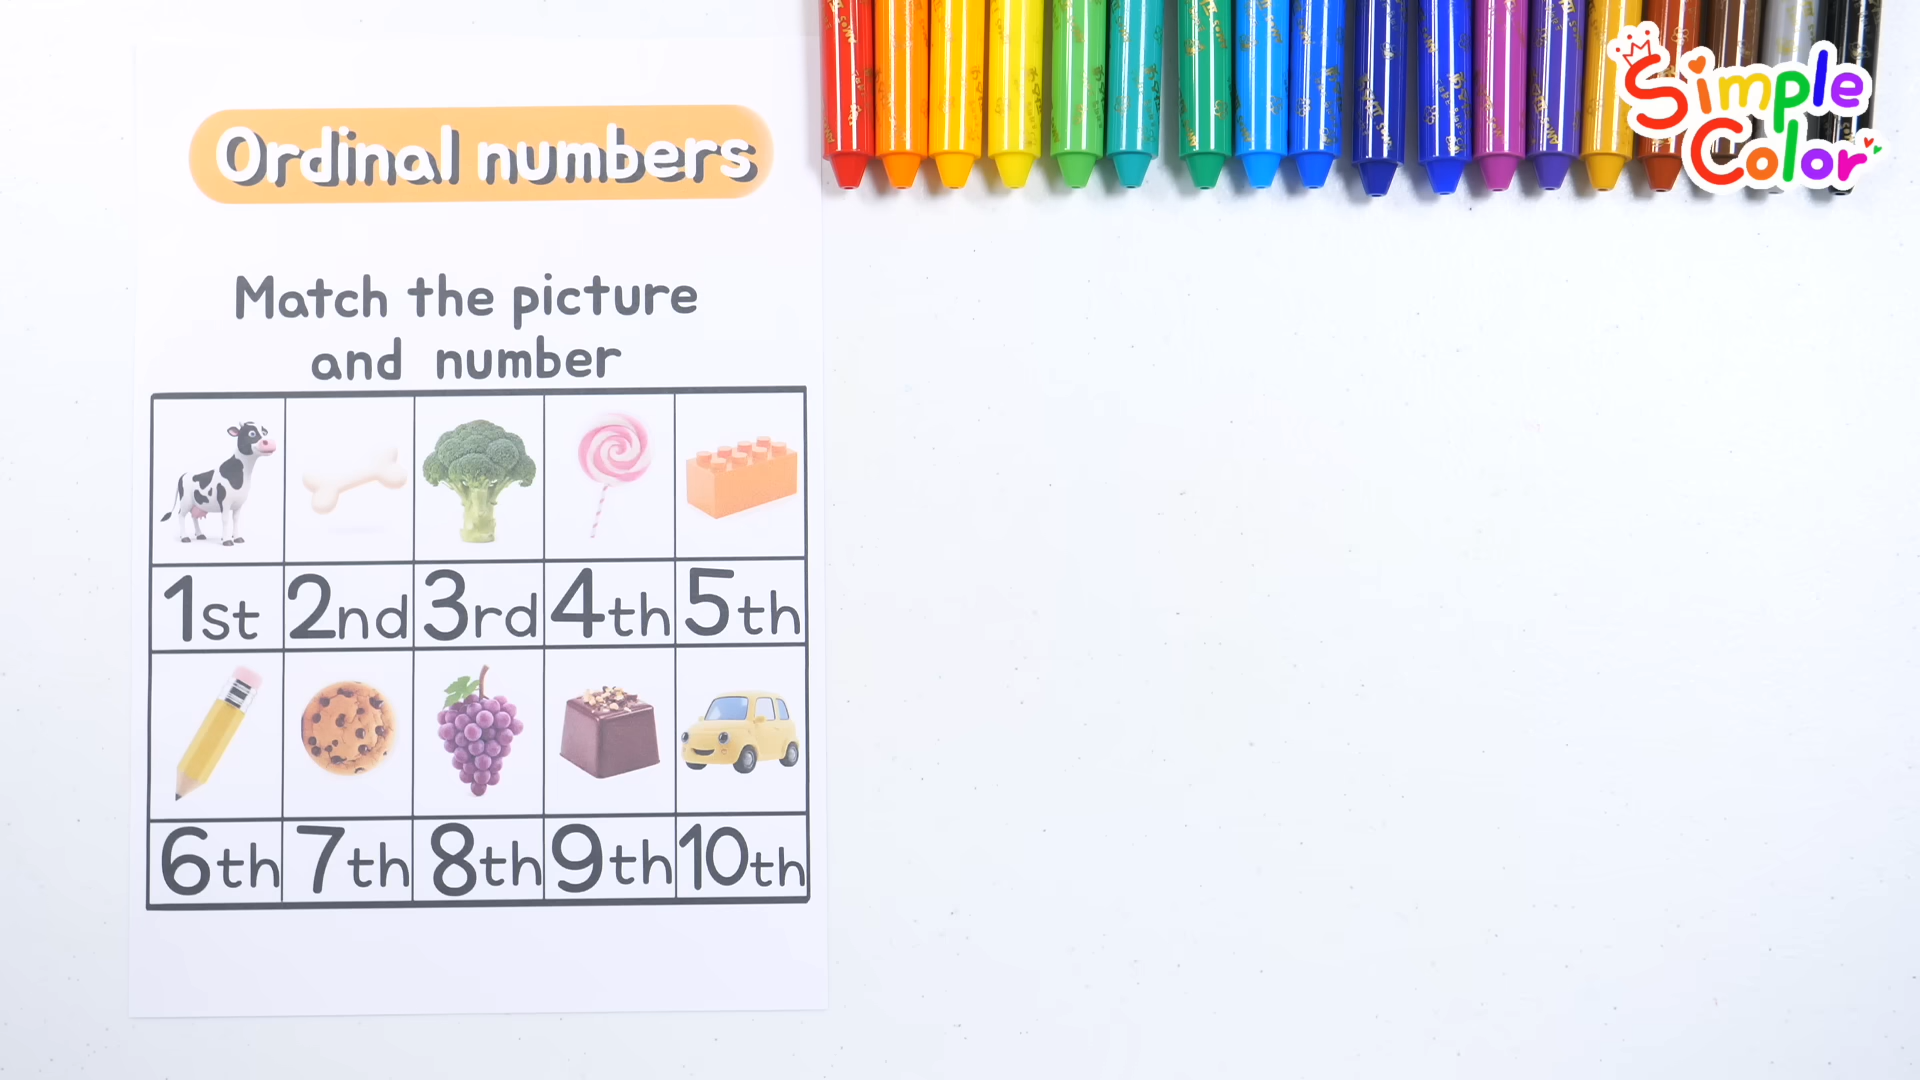 Ordinal numbers
Simple
Color
Match the picture
and number
1st 2nd 3rd 4th 5th
6th 7th 8th 9th 10th